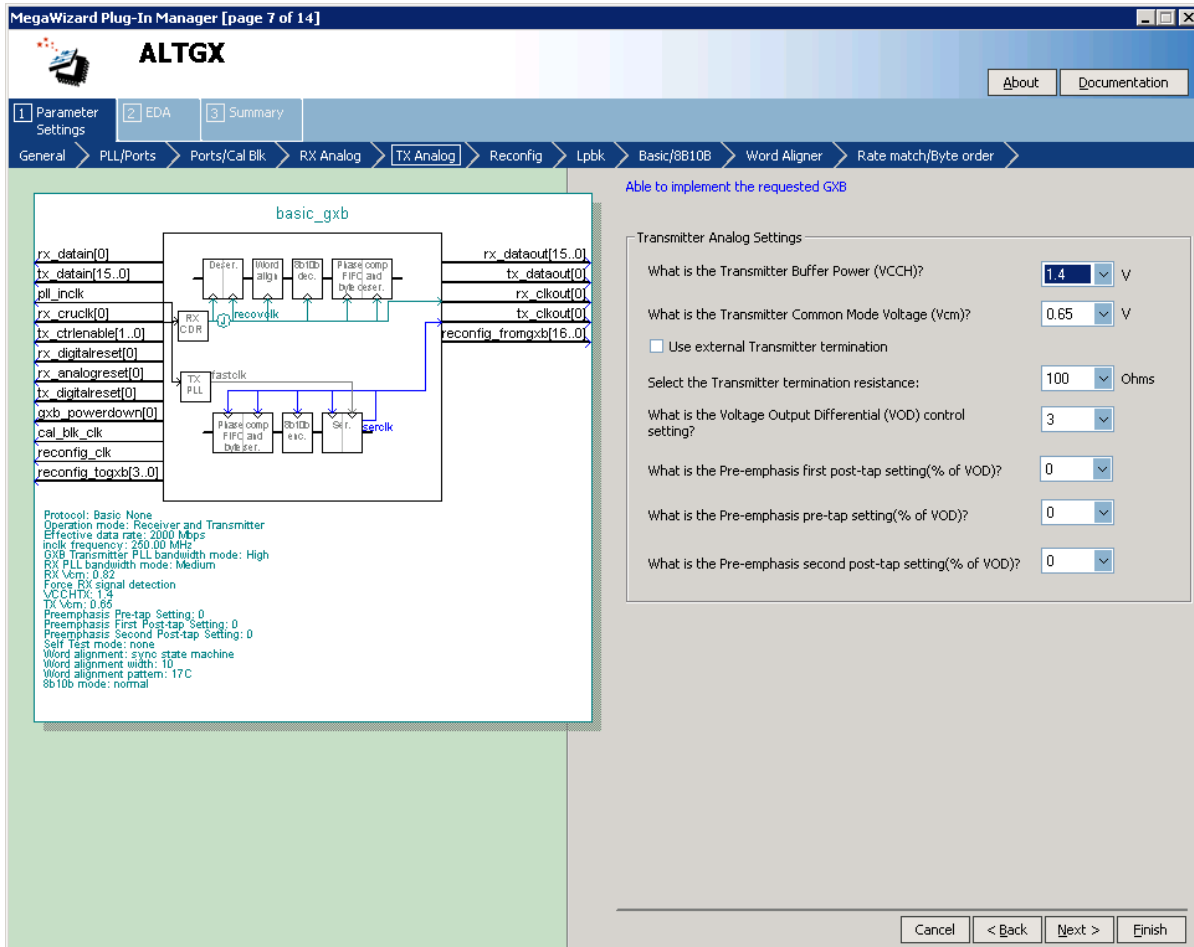 MegaWizard Plug-In Manager [page 7 of 14]
ALTGX
About
Documentation
1 Parameter Settings
2 EDA
3 Summary
General
PLL/Ports
Ports/Cal Blk
RX Analog
TX Analog
Reconfig
Lpbk
Basic/8B10B
Word Aligner
Rate match/Byte order
basic_gxb
rx_datain[0]
tx_datain[15..0]
pll_inclk
rx_cruclk[0]
tx_ctrlenable[1..0]
rx_digitalreset[0]
rx_analogreset[0]
tx_digitalreset[0]
gxb_powerdown[0]
cal_blk_clk
reconfig_clk
reconfig_togxb[3..0]
Deser.
Word align
8b10b dec.
Phase comp FIFO and byte deser.
RX CDR
recovclk
TX PLL
fastclk
Phase comp FIFO and byte ser.
8b10b enc.
Ser.
serclk
rx_dataout[15..0]
tx_dataout[0]
rx_clkout[0]
tx_clkout[0]
reconfig_fromgxb[16..0]
Protocol: Basic None
Operation mode: Receiver and Transmitter
Effective data rate: 2000 Mbps
inclk frequency: 250.00 MHz
GXB Transmitter PLL bandwidth mode: High
RX PLL bandwidth mode: Medium
RX Vcm: 0.82
Force RX signal detection
VCCHTX: 1.4
TX Vcm: 0.65
Preemphasis Pre-tap Setting: 0
Preemphasis First Post-tap Setting: 0
Preemphasis Second Post-tap Setting: 0
Self Test mode: none
Word alignment: sync state machine
Word alignment width: 10
Word alignment pattern: 17C
8b10b mode: normal
Able to implement the requested GXB
Transmitter Analog Settings
What is the Transmitter Buffer Power (VCCH)? 1.4 V
What is the Transmitter Common Mode Voltage (Vcm)? 0.65 V
Use external Transmitter termination
Select the Transmitter termination resistance: 100 Ohms
What is the Voltage Output Differential (VOD) control
setting? 3
What is the Pre-emphasis first post-tap setting(% of VOD)? 0
What is the Pre-emphasis pre-tap setting(% of VOD)? 0
What is the Pre-emphasis second post-tap setting(% of VOD)? 0
Cancel
< Back
Next >
Finish